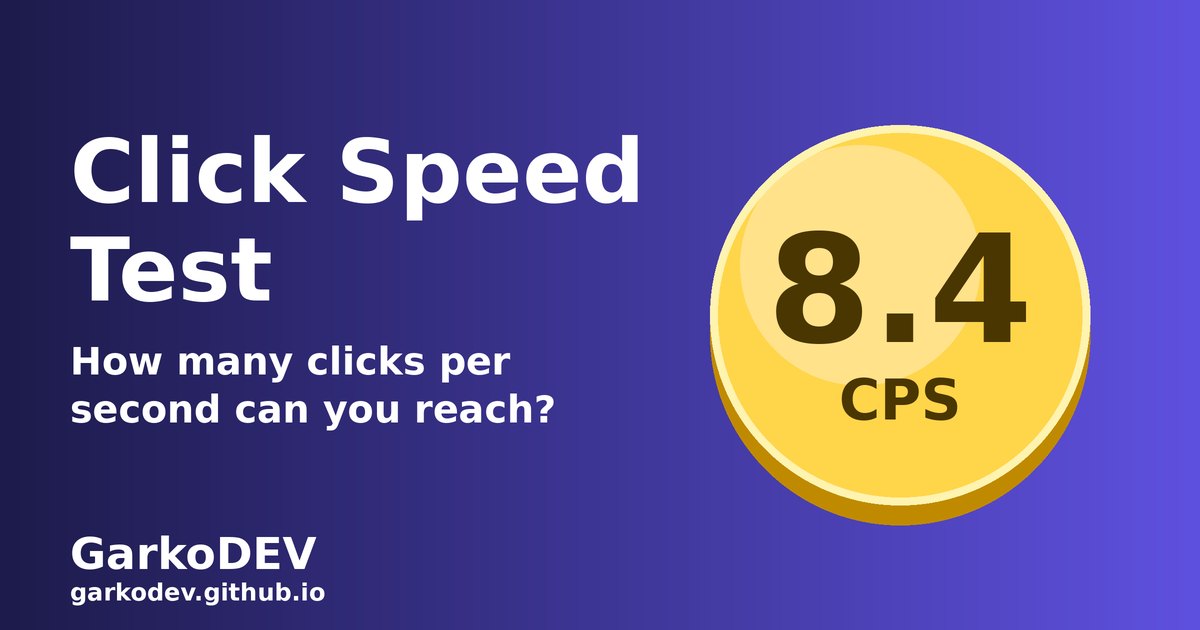 Click Speed
Test
How many clicks per
second can you reach?
8.4
CPS
GarkoDEV
garkodev.github.io